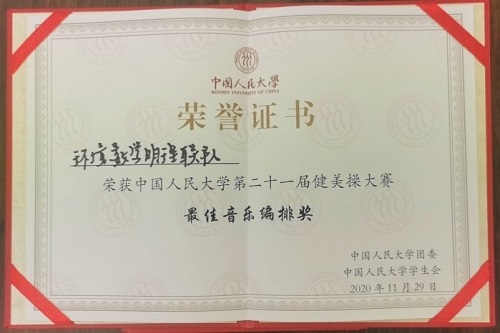 中国人民大学
RENMIN UNIVERSITY OF CHINA
荣誉证书
环信数学明理联队
荣获中国人民大学第二十一届健美操大赛
最佳音乐编排奖
中国人民大学团委
中国人民大学学生会
2020年11月29日